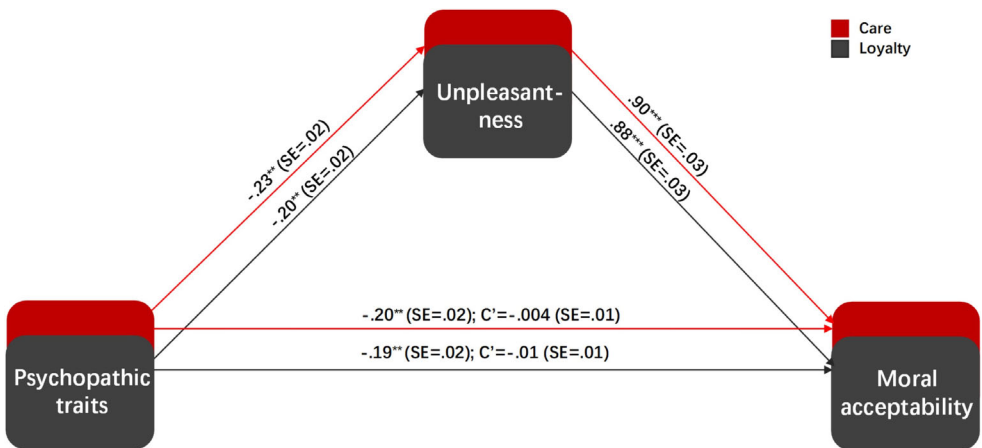 Care
Loyalty
Unpleasant-
ness
-.23** (SE=.02)
-.20** (SE=.02)
.90*** (SE=.03)
.88*** (SE=.03)
-.20** (SE=.02); C’=-.004 (SE=.01)
-.19** (SE=.02); C’=-.01 (SE=.01)
Psychopathic
traits
Moral
acceptability